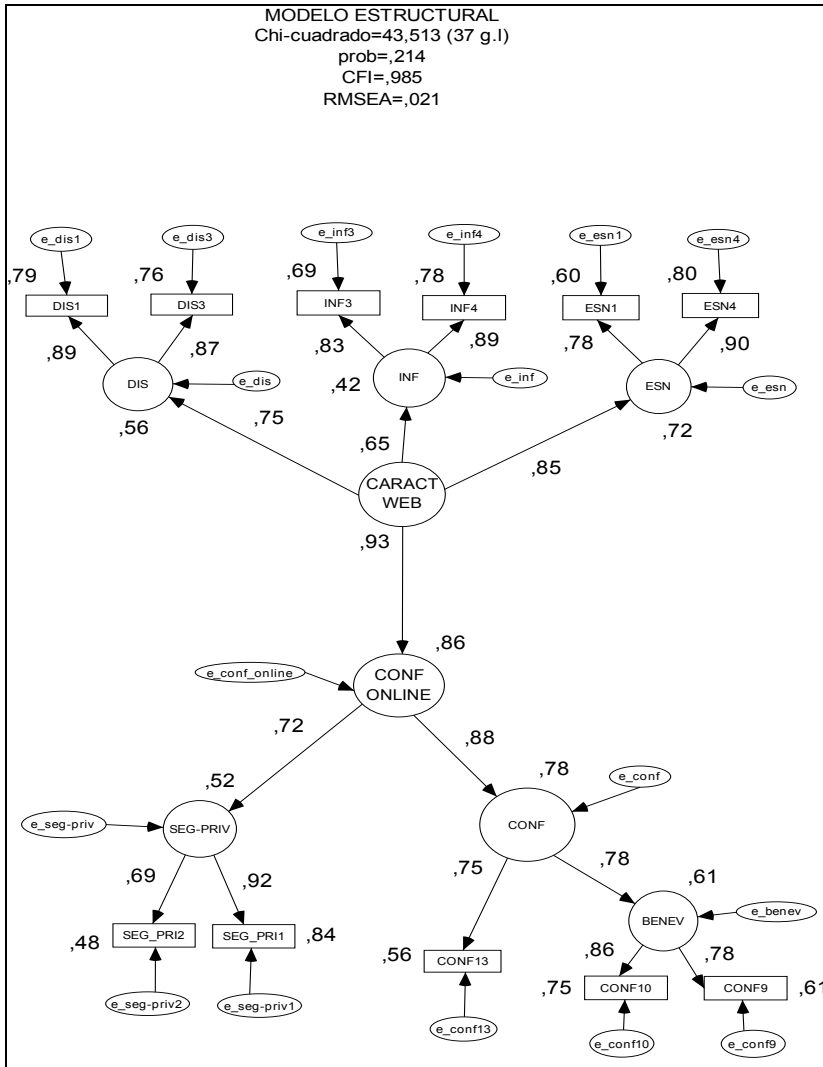 MODELO ESTRUCTURAL
Chi-cuadrado=43,513 (37 g.l)
prob=,214
CFI=,985
RMSEA=,021
e_dis1
e_dis3
e_inf3
e_inf4
e_esn1
e_esn4
,79
,76
,69
,78
,60
,80
DIS1
DIS3
INF3
INF4
ESN1
ESN4
,89
,87
,83
,89
,78
,90
DIS
e_dis
INF
e_inf
ESN
e_esn
,56
,42
,72
,75
,65
,85
CARACT
WEB
,93
,86
e_conf_online
CONF
ONLINE
,72
,88
,52
,78
e_conf
e_seg-priv
SEG-PRIV
CONF
,69
,92
,75
,78
,61
BENEV
e_benev
SEG_PRI2
SEG_PRI1
,48
,84
,56
CONF13
,86
,78
,75
CONF10
CONF9
,61
e_seg-priv2
e_seg-priv1
e_conf13
e_conf10
e_conf9